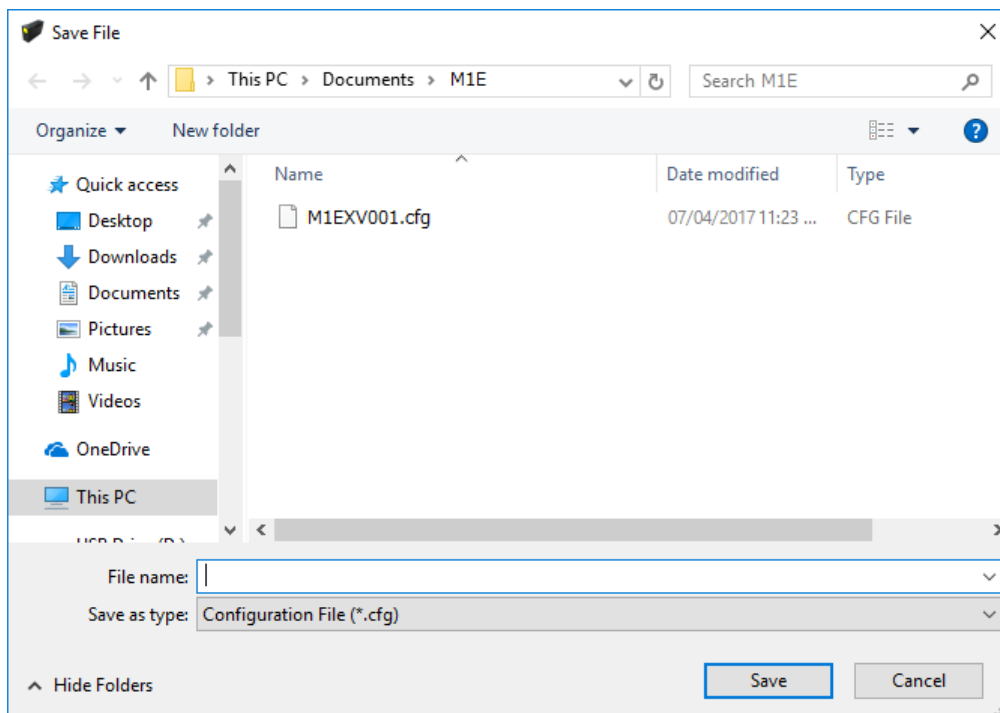 Save File
This PC > Documents > M1E
Search M1E
Organize
New folder
?
Name
Date modified
Type
Quick access
Desktop
Downloads
Documents
Pictures
Music
Videos
OneDrive
This PC
M1EXV001.cfg
07/04/2017 11:23 ...
CFG File
File name:
Save as type: Configuration File (*.cfg)
Hide Folders
Save
Cancel